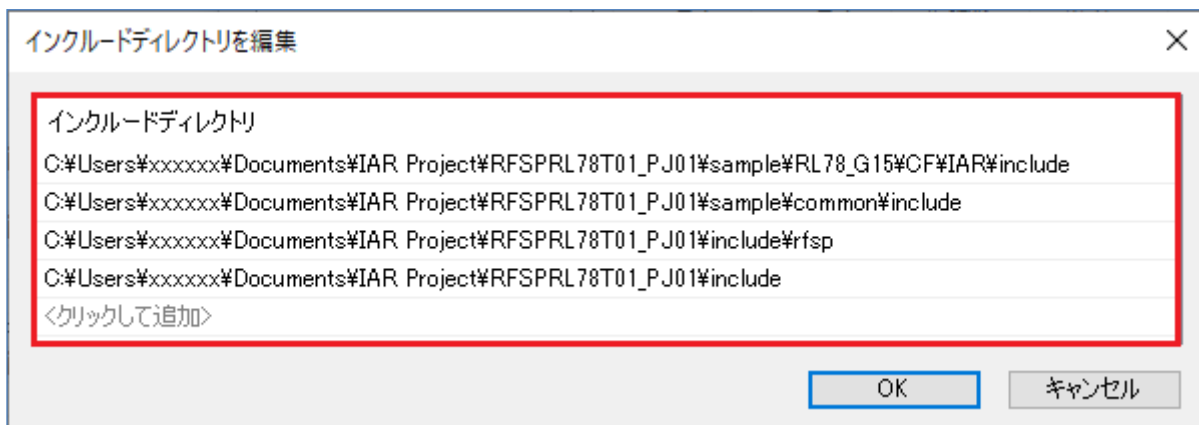 インクルードディレクトリを編集
インクルードディレクトリ
C:¥Users¥xxxxxx¥Documents¥IAR Project¥RFSPRL78T01_PJ01¥sample¥RL78_G15¥CF¥IAR¥include
C:¥Users¥xxxxxx¥Documents¥IAR Project¥RFSPRL78T01_PJ01¥sample¥common¥include
C:¥Users¥xxxxxx¥Documents¥IAR Project¥RFSPRL78T01_PJ01¥include¥rfsp
C:¥Users¥xxxxxx¥Documents¥IAR Project¥RFSPRL78T01_PJ01¥include
<クリックして追加>
OK キャンセル